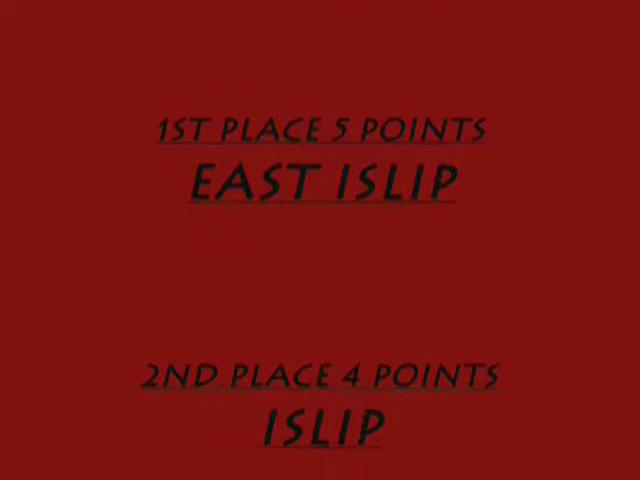 1ST PLACE 5 POINTS
EAST ISLIP
2ND PLACE 4 POINTS
ISLIP